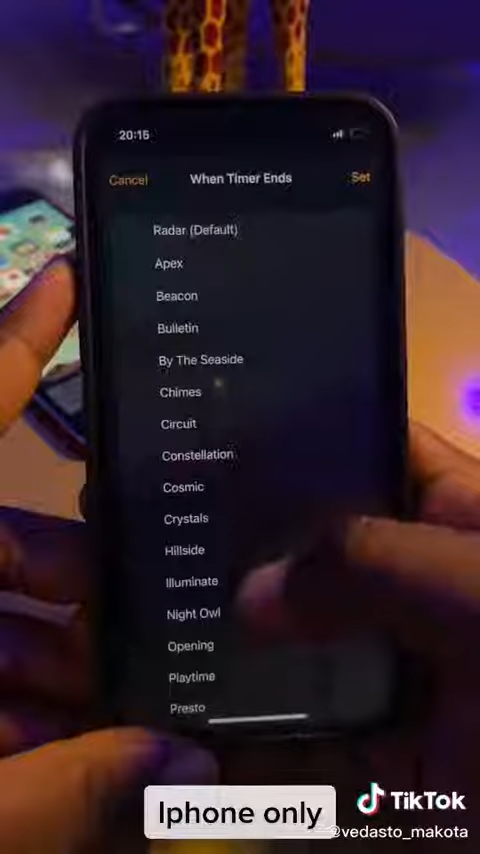 20:15
Cancel
When Timer Ends
Set
Radar (Default)
Apex
Beacon
Bulletin
By The Seaside
Chimes
Circuit
Constellation
Cosmic
Crystals
Hillside
Illuminate
Night Owl
Opening
Playtime
Presto
Iphone only
TikTok
@vedasto_makota